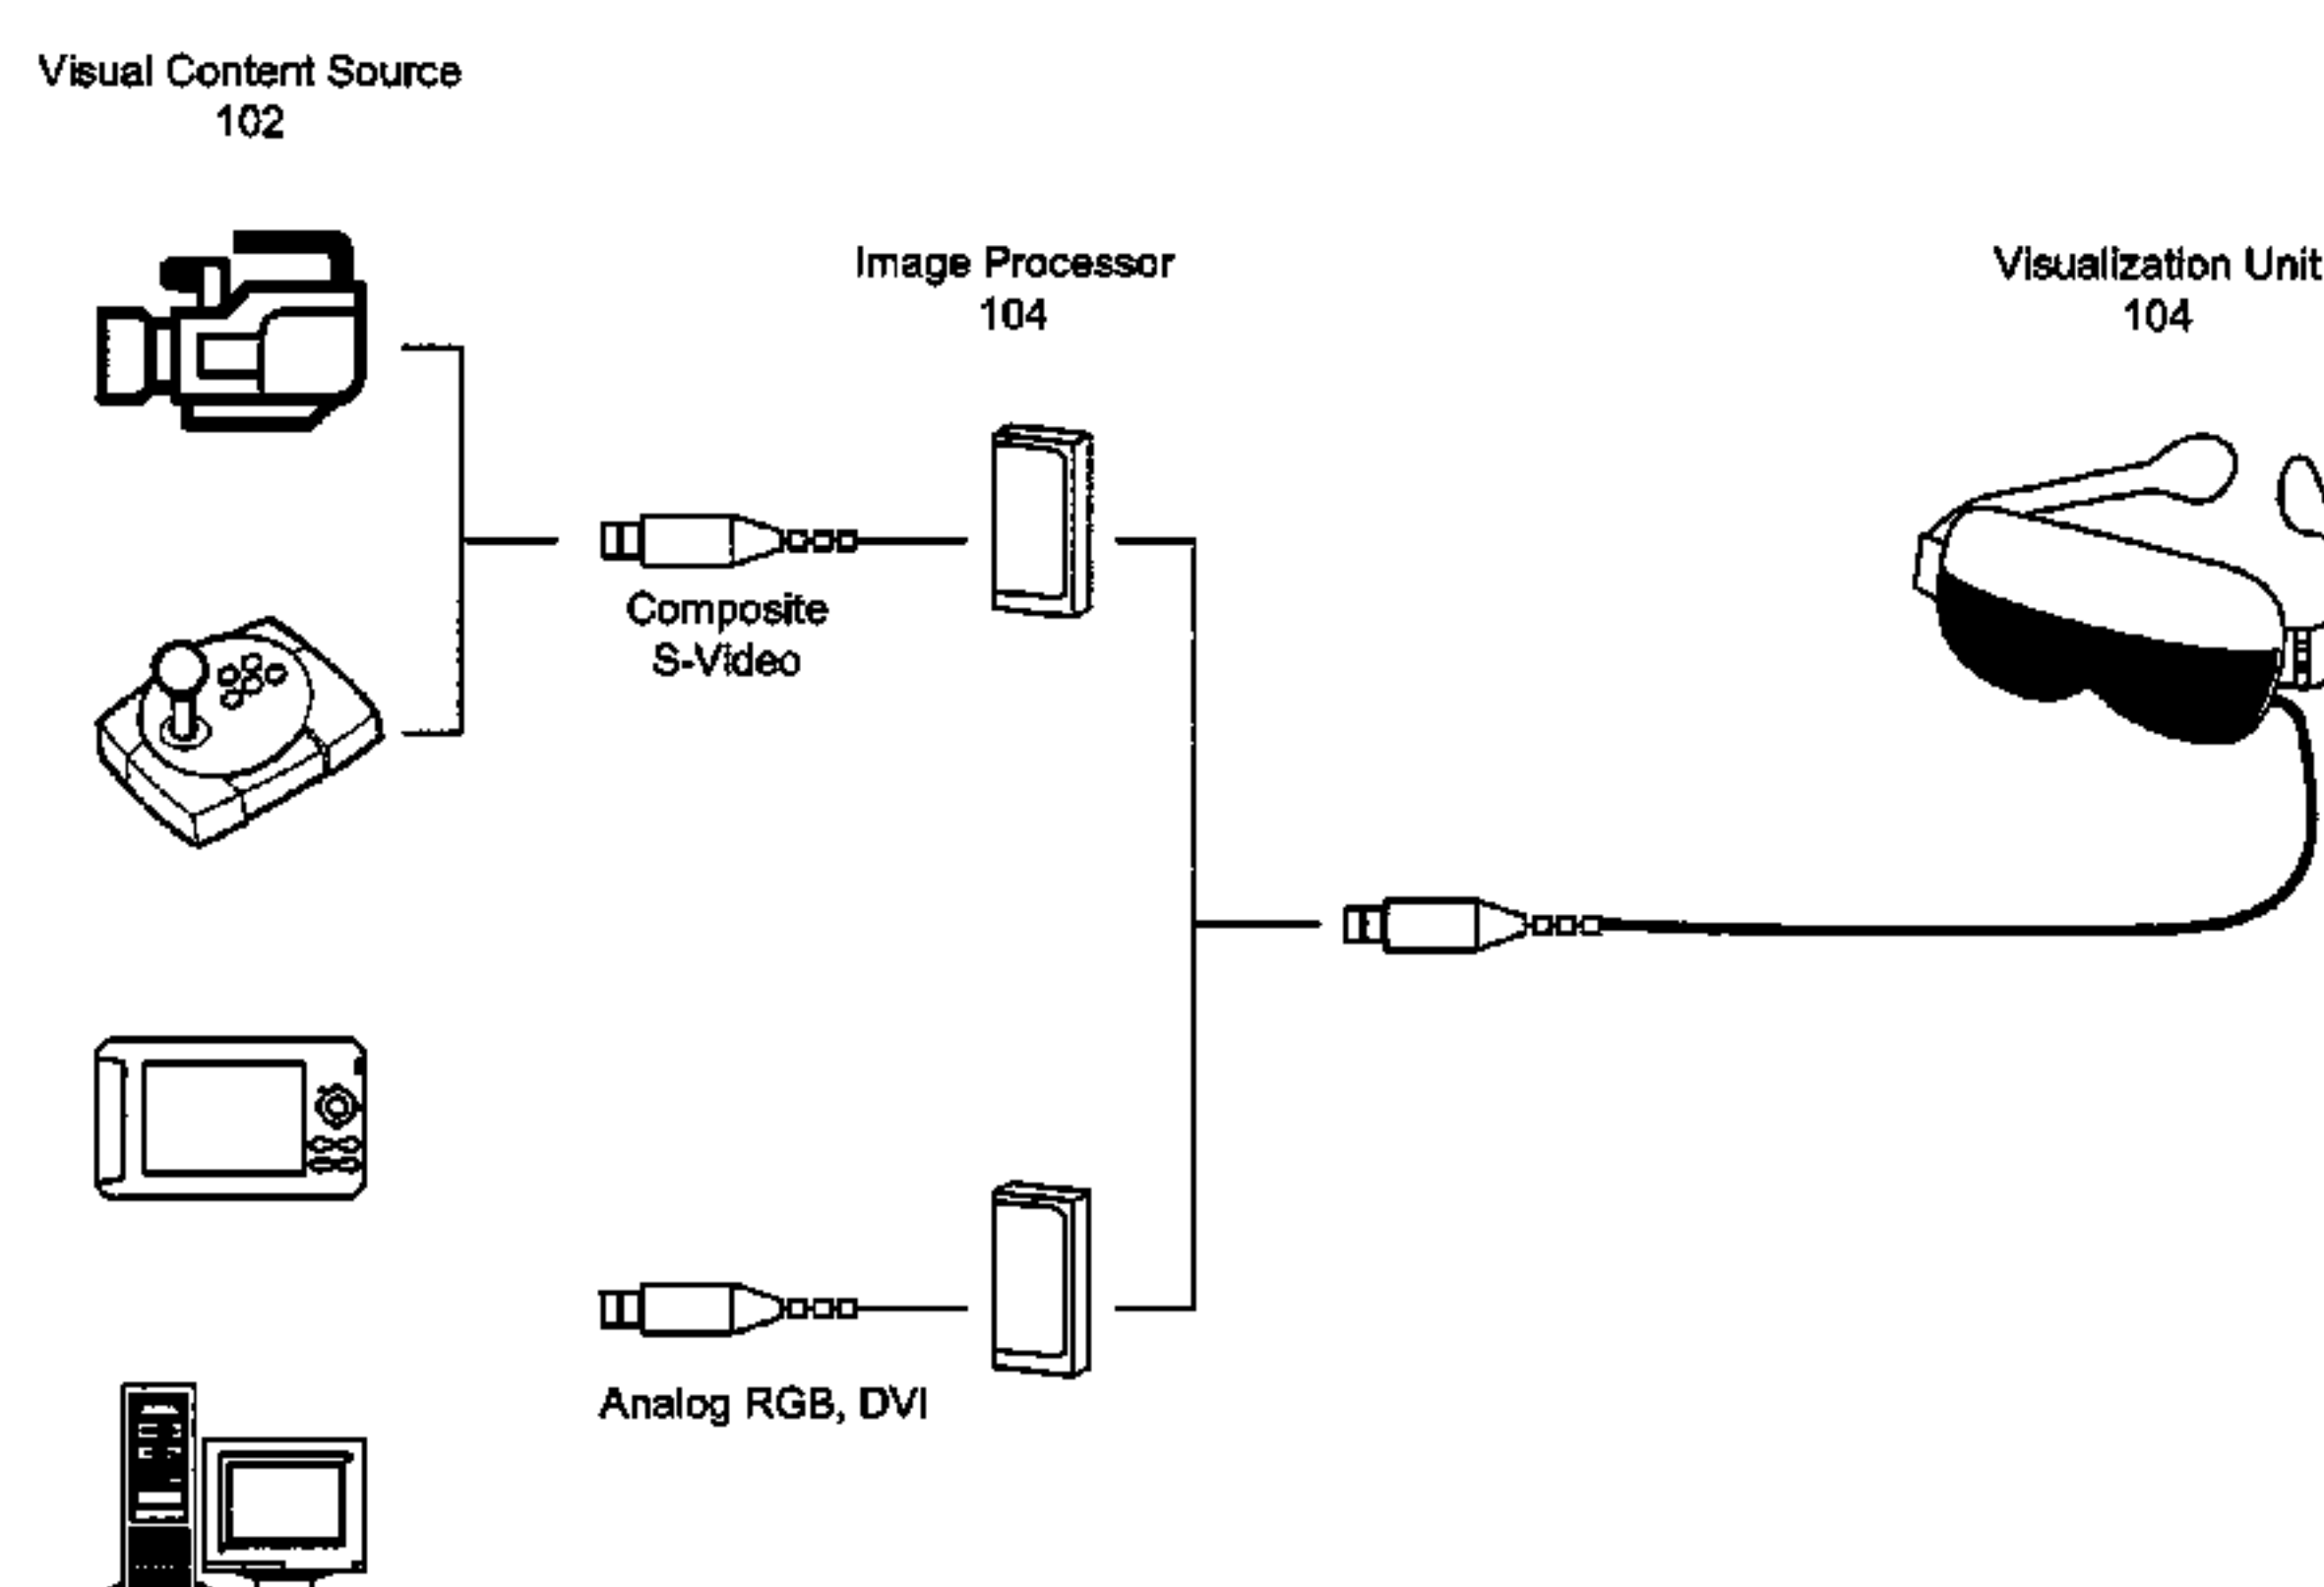 Visual Content Source
102
Image Processor
104
Visualization Unit
104
Composite
S-Video
Analog RGB, DVI